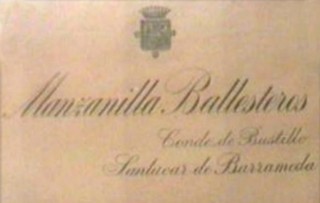 Manzanilla Ballesteros
Conde de Bustillo
Sanlucar de Barrameda